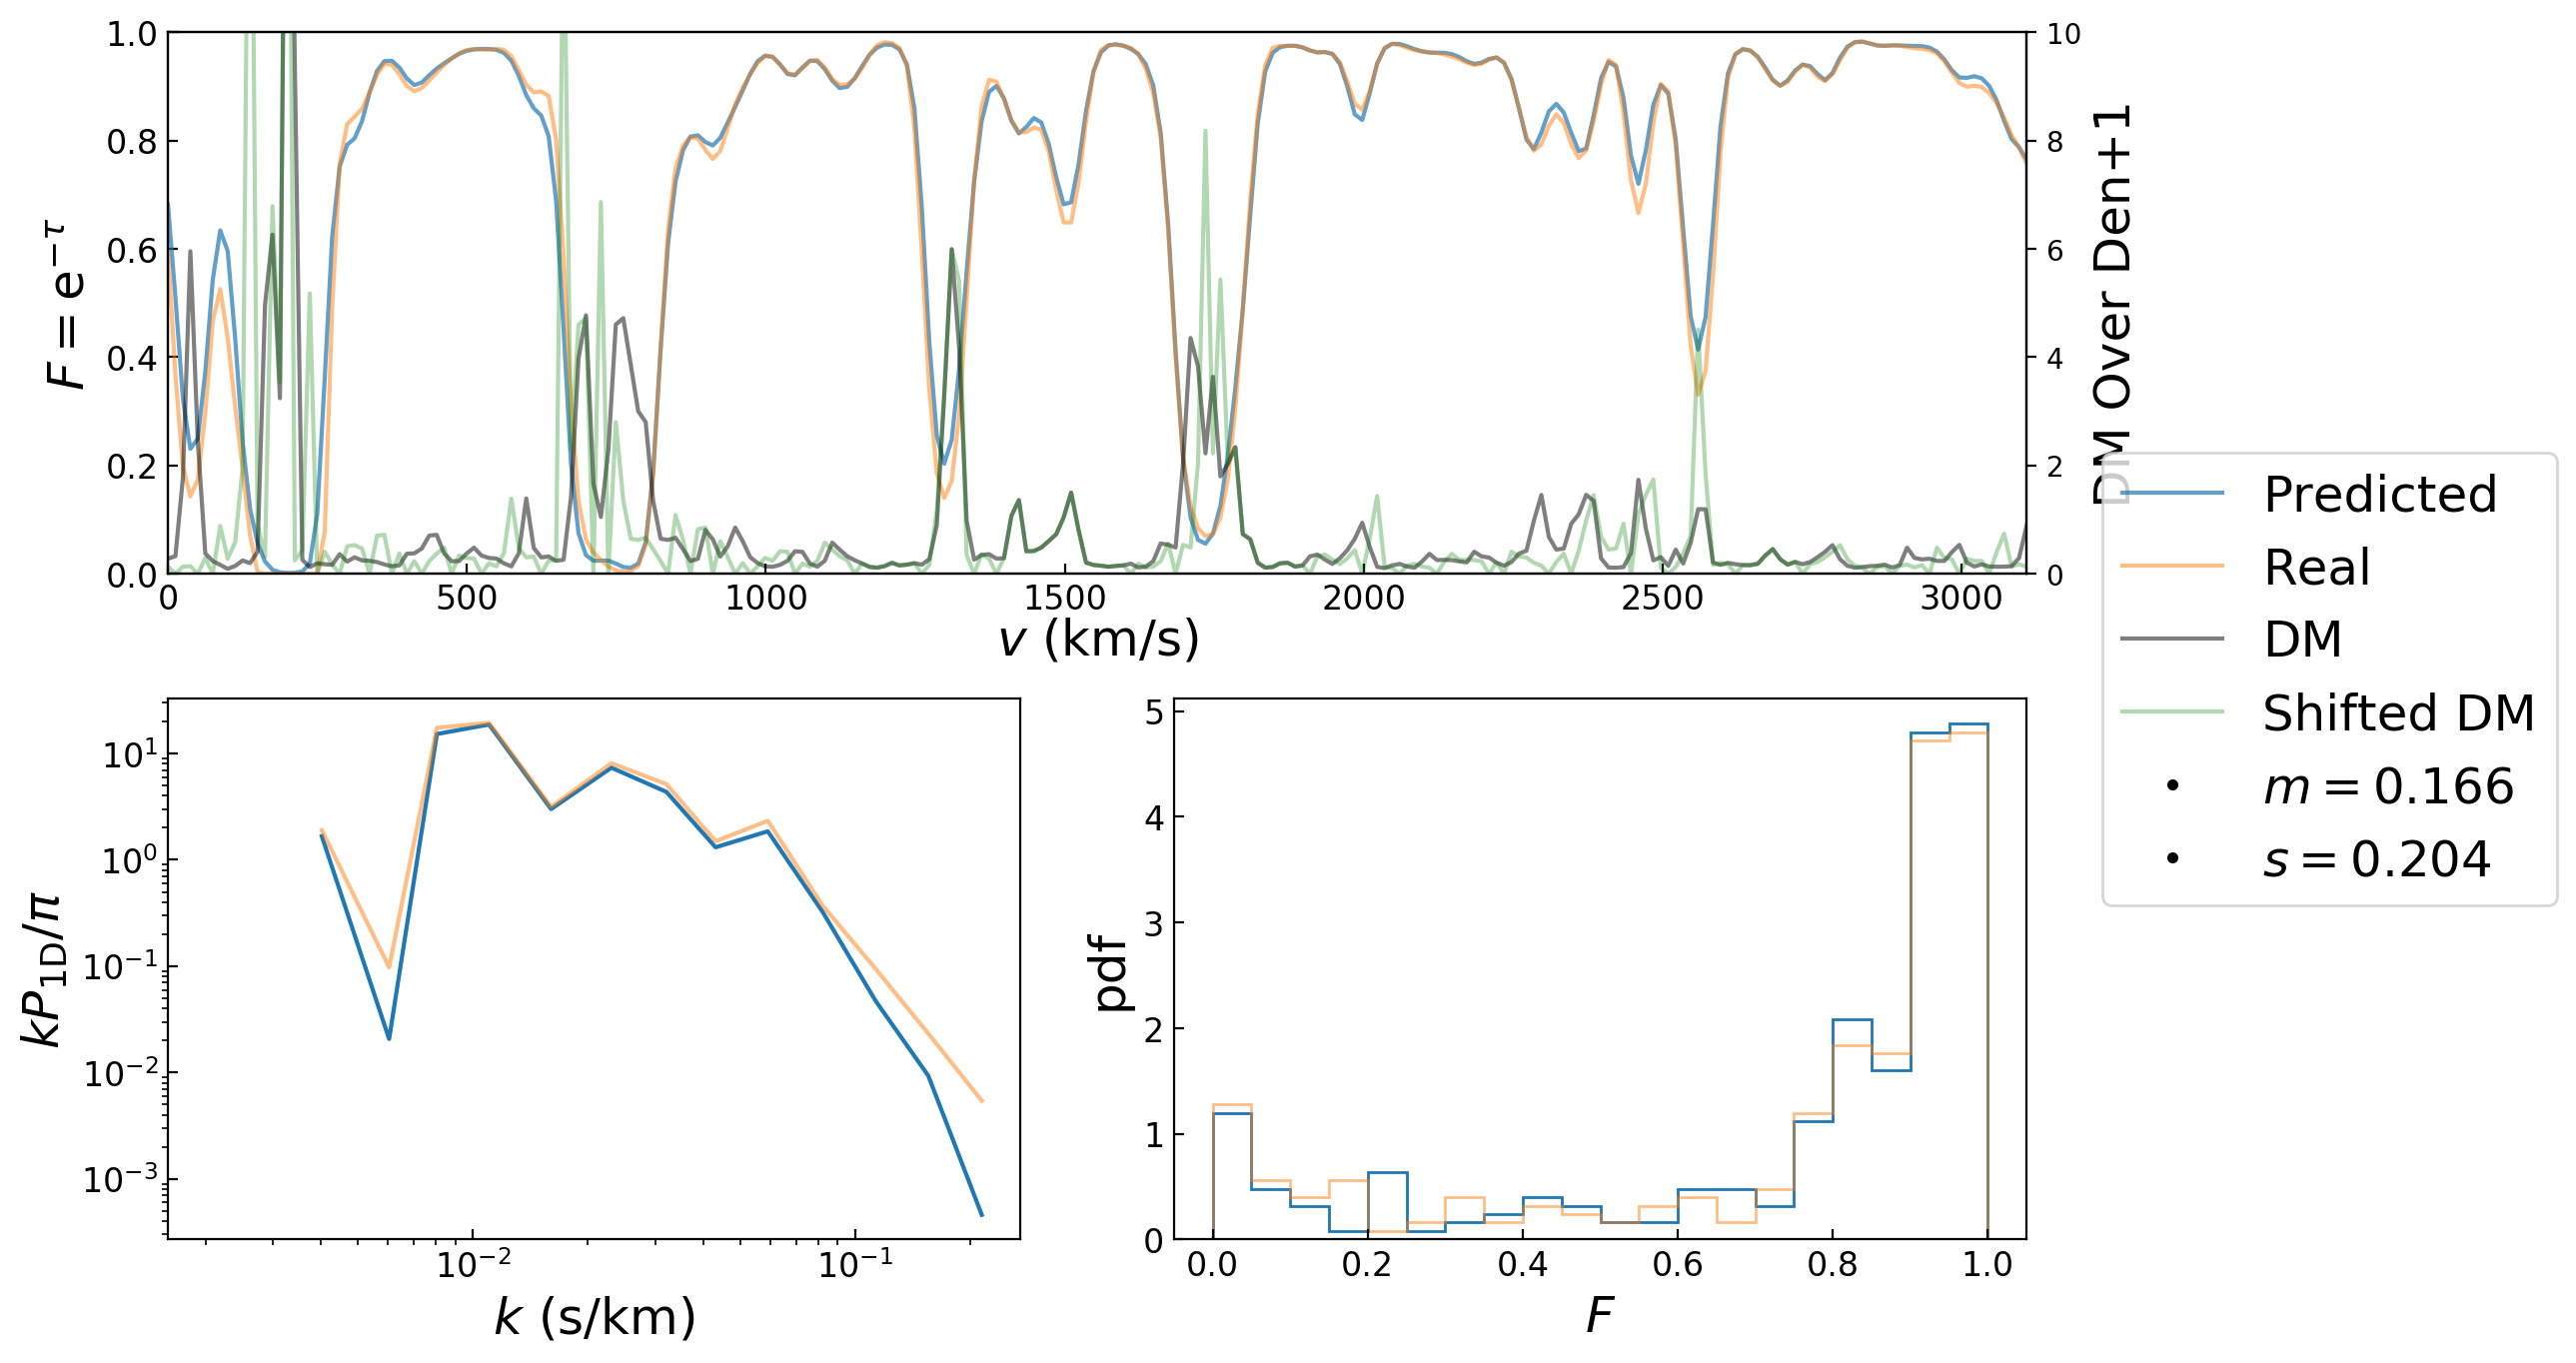 1.0
0.8
0.6
0.4
0.2
0.0
F = e^{−τ}
10
8
6
4
2
0
DM Over Den+1
0 500 1000 1500 2000 2500 3000
v (km/s)
Predicted
Real
DM
Shifted DM
m = 0.166
s = 0.204
10^1
10^0
10^{−1}
10^{−2}
10^{−3}
kP_{1D}/π
10^{−2} 10^{−1}
k (s/km)
5
4
3
2
1
0
pdf
0.0 0.2 0.4 0.6 0.8 1.0
F